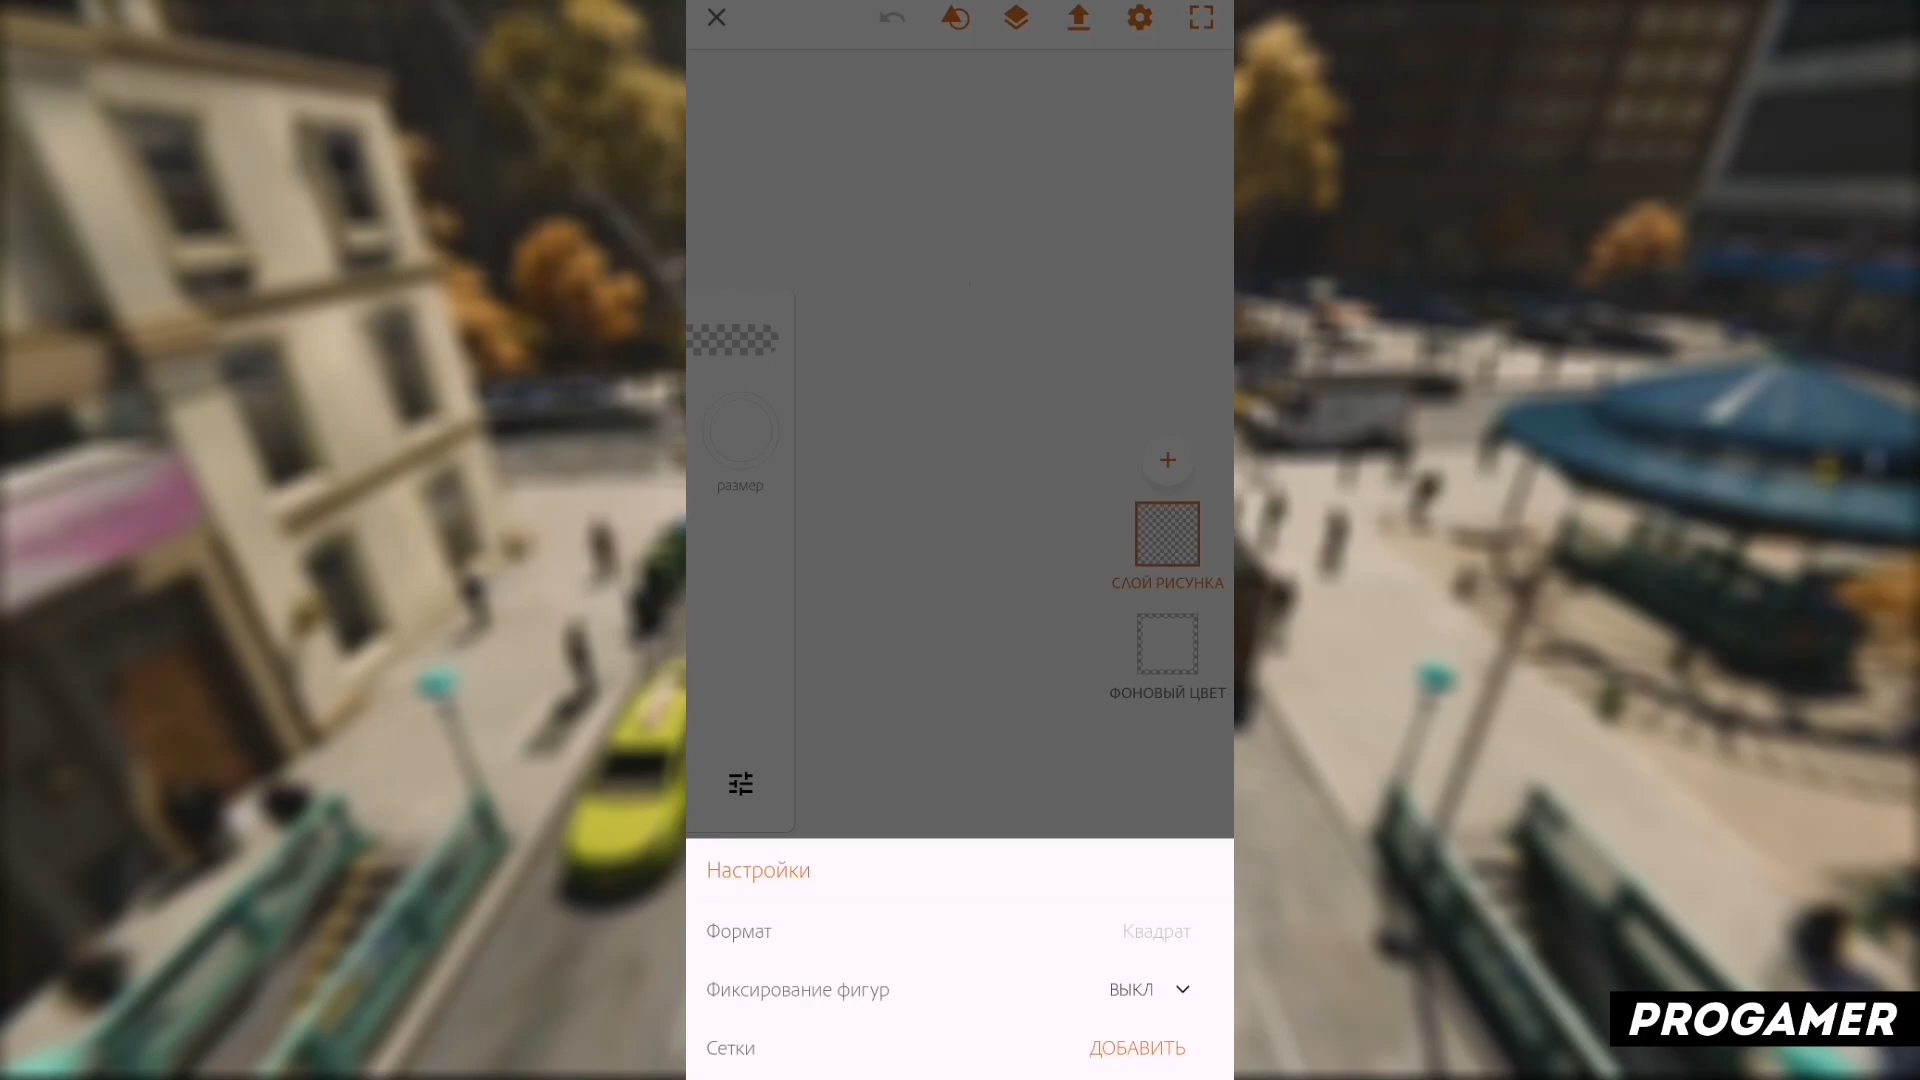 размер
СЛОЙ РИСУНКА
ФОНОВЫЙ ЦВЕТ
Настройки
Формат Квадрат
Фиксирование фигур ВЫКЛ
Сетки ДОБАВИТЬ
PROGAMER